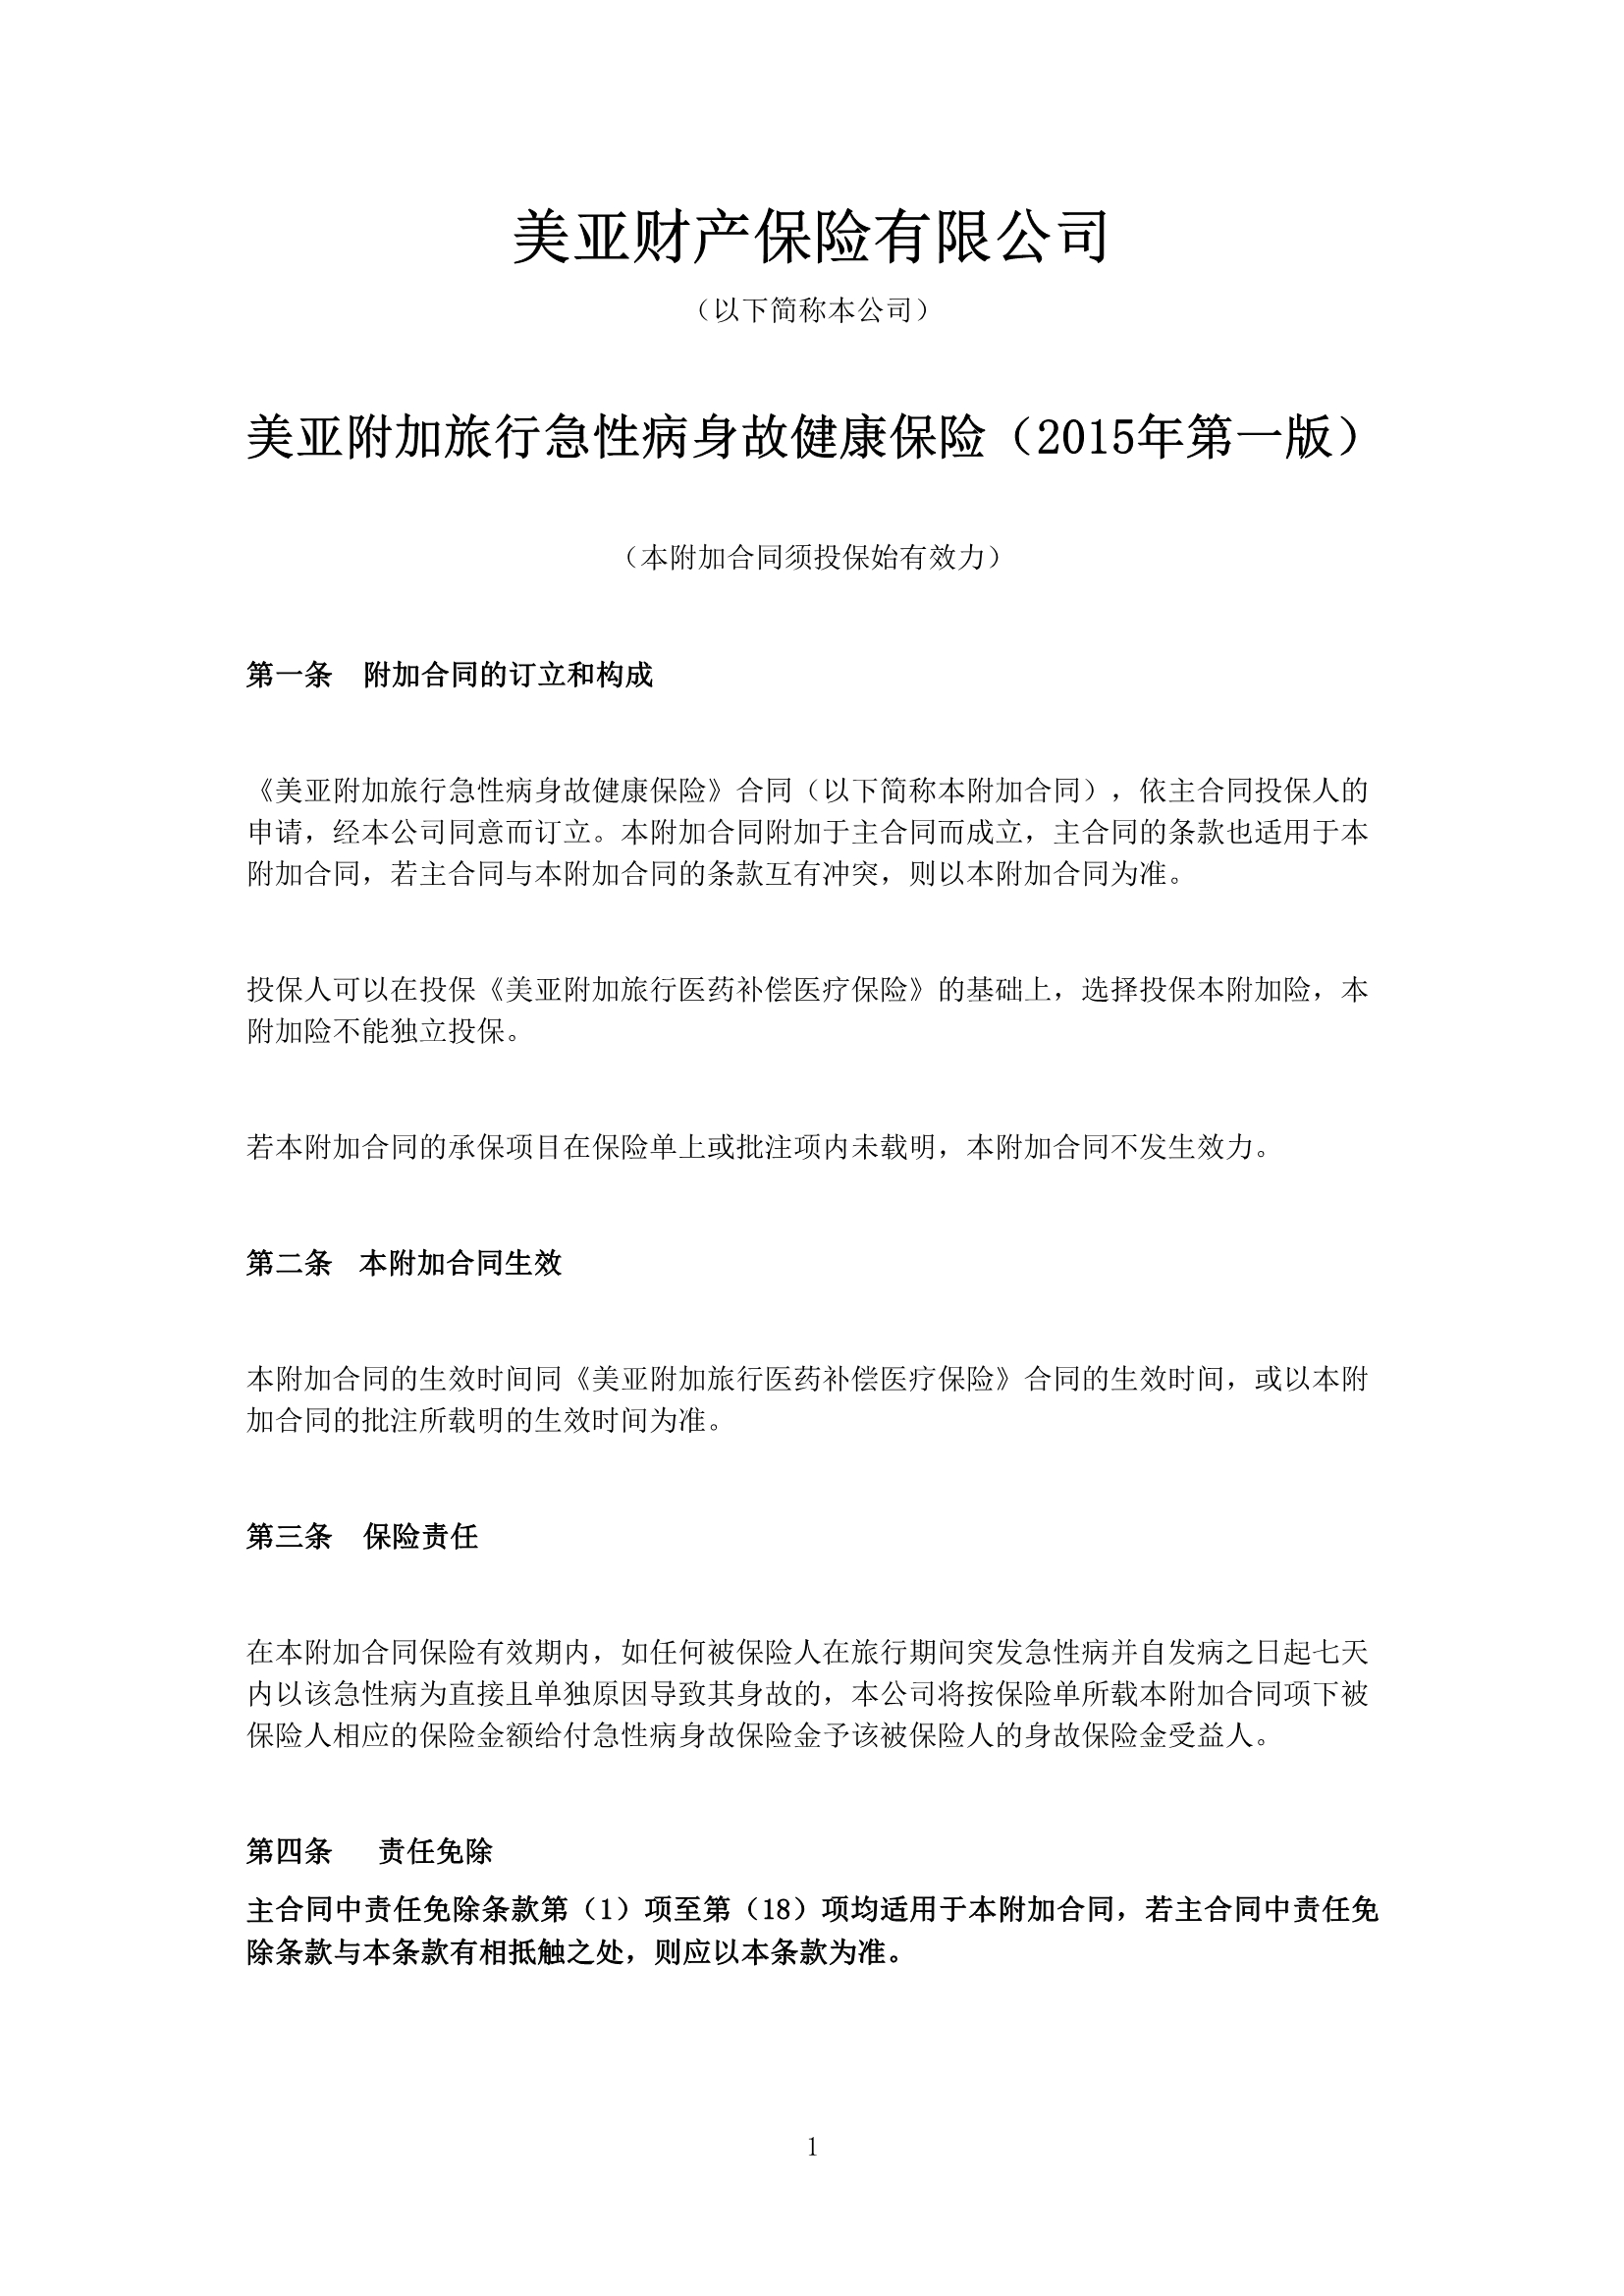 美亚财产保险有限公司
（以下简称本公司）
美亚附加旅行急性病身故健康保险（2015年第一版）
（本附加合同须投保始有效力）
第一条 附加合同的订立和构成
《美亚附加旅行急性病身故健康保险》合同（以下简称本附加合同），依主合同投保人的
申请，经本公司同意而订立。本附加合同附加于主合同而成立，主合同的条款也适用于本
附加合同，若主合同与本附加合同的条款互有冲突，则以本附加合同为准。
投保人可以在投保《美亚附加旅行医药补偿医疗保险》的基础上，选择投保本附加险，本
附加险不能独立投保。
若本附加合同的承保项目在保险单上或批注项内未载明，本附加合同不发生效力。
第二条 本附加合同生效
本附加合同的生效时间同《美亚附加旅行医药补偿医疗保险》合同的生效时间，或以本附
加合同的批注所载明的生效时间为准。
第三条 保险责任
在本附加合同保险有效期内，如任何被保险人在旅行期间突发急性病并自发病之日起七天
内以该急性病为直接且单独原因导致其身故的，本公司将按保险单所载本附加合同项下被
保险人相应的保险金额给付急性病身故保险金予该被保险人的身故保险金受益人。
第四条 责任免除
主合同中责任免除条款第（1）项至第（18）项均适用于本附加合同，若主合同中责任免
除条款与本条款有相抵触之处，则应以本条款为准。
1